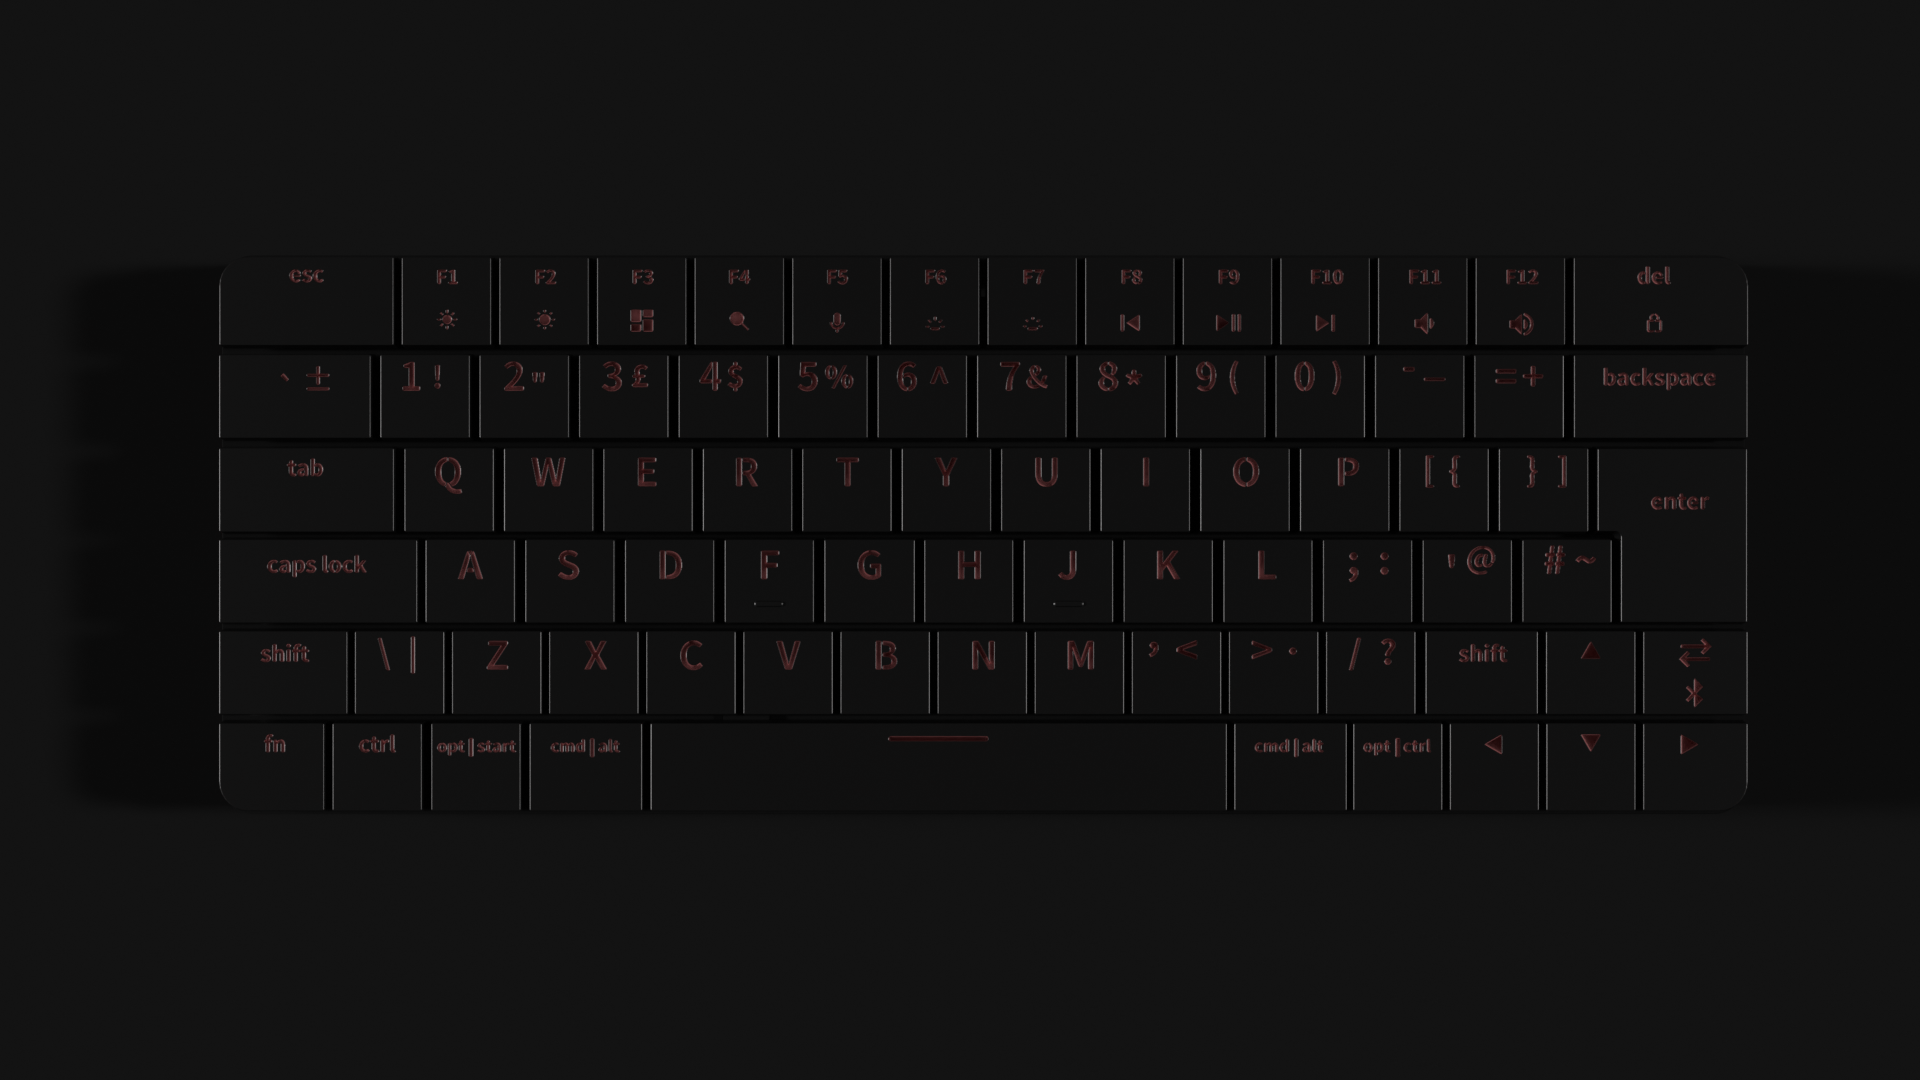 esc F1 F2 F3 F4 F5 F6 F7 F8 F9 F10 F11 F12 del
` ± 1 ! 2 " 3 £ 4 $ 5 % 6 ^ 7 & 8 * 9 ( 0 ) - _ = + backspace
tab Q W E R T Y U I O P [ { } ] enter
caps lock A S D F G H J K L ; : ' @ # ~
shift \ | Z X C V B N M , < > . / ? shift
fn ctrl opt|start cmd|alt cmd|alt opt|ctrl